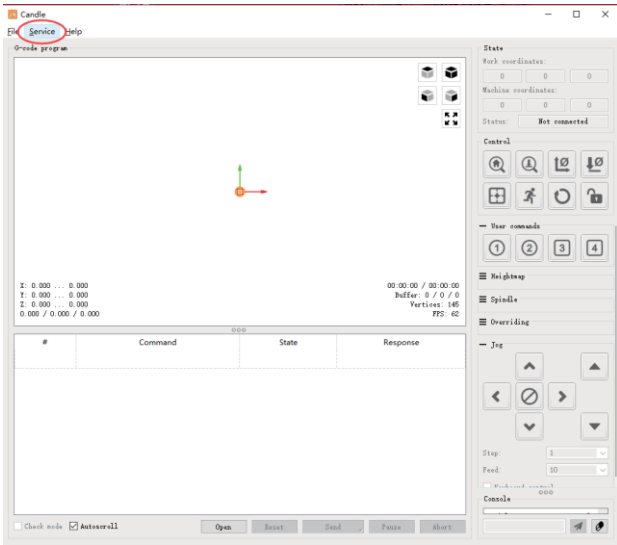 Candle
File Service Help
G-code program
State
Work coordinates:
0 0 0
Machine coordinates:
0 0 0
Status: Not connected
Control
User commands
1 2 3 4
Heightmap
Spindle
Overriding
Jog
X: 0.000 ... 0.000
Y: 0.000 ... 0.000
Z: 0.000 ... 0.000
0.000 / 0.000 / 0.000
00:00:00 / 00:00:00
Buffer: 0 / 0 / 0
Vertices: 145
FPS: 62
# Command State Response
Step: 1
Feed: 10
Keyboard control
Console
Check mode Autoscroll Open Reset Send Pause Abort